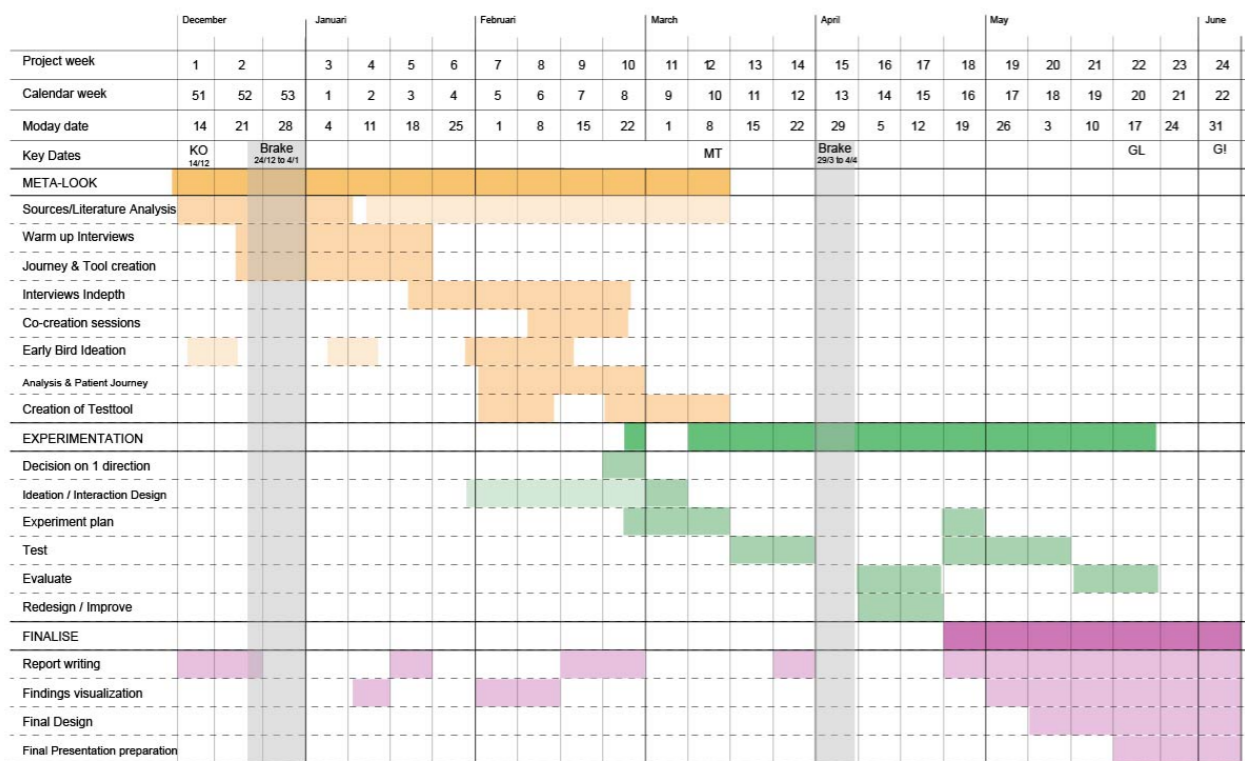 December Januari Februari March April May June
Project week 1 2 3 4 5 6 7 8 9 10 11 12 13 14 15 16 17 18 19 20 21 22 23 24
Calendar week 51 52 53 1 2 3 4 5 6 7 8 9 10 11 12 13 14 15 16 17 18 19 20 21 22
Moday date 14 21 28 4 11 18 25 1 8 15 22 1 8 15 22 29 5 12 19 26 3 10 17 24 31
Key Dates KO Brake MT Brake GL G!
14/12 24/12 to 4/1 29/3 to 4/4
META-LOOK
Sources/Literature Analysis
Warm up Interviews
Journey & Tool creation
Interviews Indepth
Co-creation sessions
Early Bird Ideation
Analysis & Patient Journey
Creation of Testtool
EXPERIMENTATION
Decision on 1 direction
Ideation / Interaction Design
Experiment plan
Test
Evaluate
Redesign / Improve
FINALISE
Report writing
Findings visualization
Final Design
Final Presentation preparation